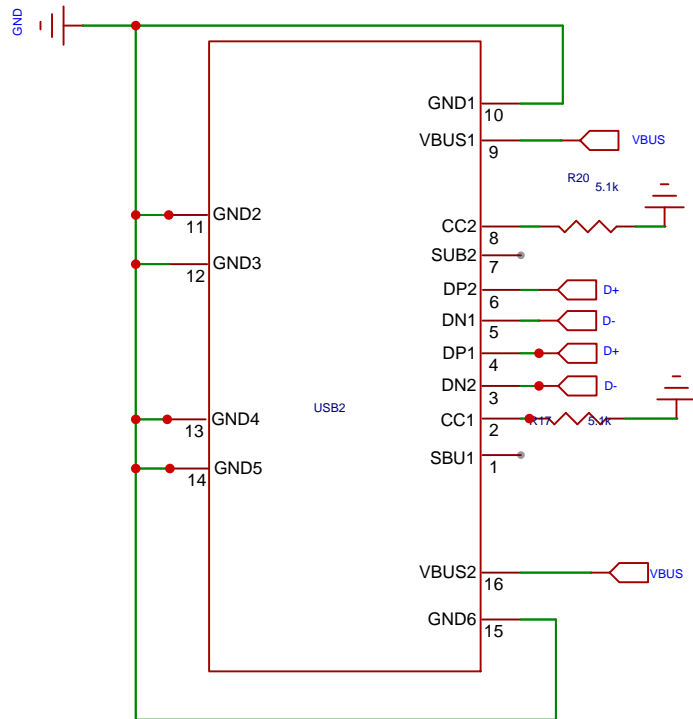 GND
GND1
10
VBUS1
9
VBUS
R20
5.1k
GND2
11
CC2
8
SUB2
7
GND3
12
DP2
6
D+
DN1
5
D-
DP1
4
D+
DN2
3
D-
USB2
GND4
13
CC1
2
R17
5.1k
SBU1
1
GND5
14
VBUS2
16
VBUS
GND6
15